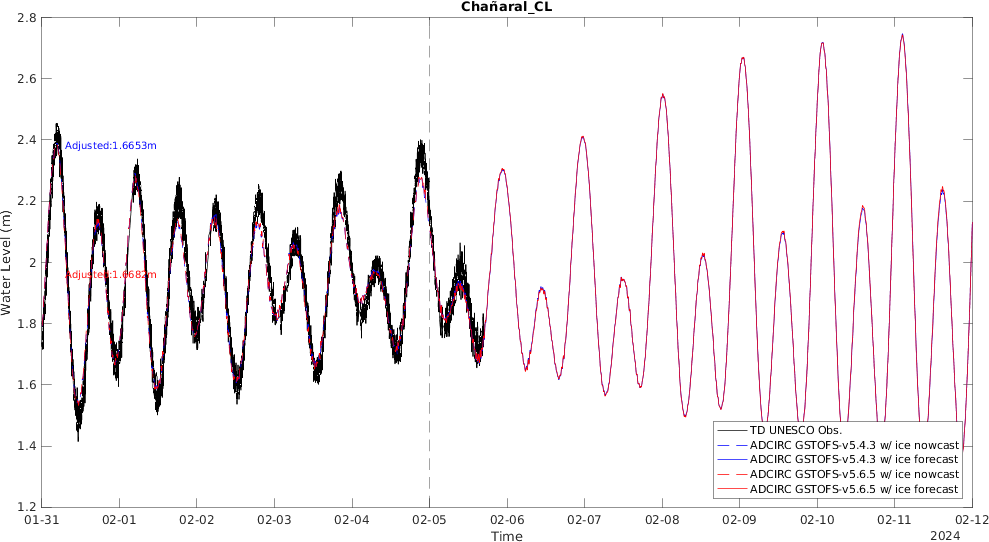 Chañaral_CL
2.8
2.6
2.4
2.2
2
1.8
1.6
1.4
1.2
Water Level (m)
Adjusted:1.6653m
Adjusted:1.6682m
TD UNESCO Obs.
ADCIRC GSTOFS-v5.4.3 w/ ice nowcast
ADCIRC GSTOFS-v5.4.3 w/ ice forecast
ADCIRC GSTOFS-v5.6.5 w/ ice nowcast
ADCIRC GSTOFS-v5.6.5 w/ ice forecast
01-31 02-01 02-02 02-03 02-04 02-05 02-06 02-07 02-08 02-09 02-10 02-11 02-12
Time
2024